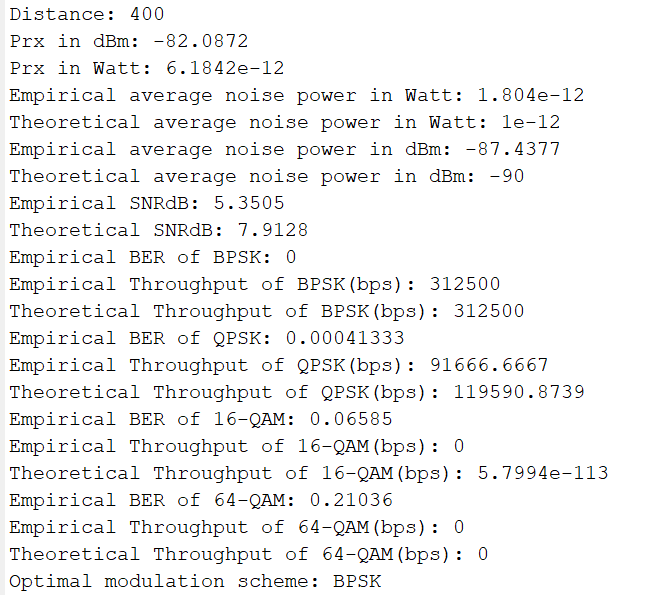 Distance: 400
Prx in dBm: -82.0872
Prx in Watt: 6.1842e-12
Empirical average noise power in Watt: 1.804e-12
Theoretical average noise power in Watt: 1e-12
Empirical average noise power in dBm: -87.4377
Theoretical average noise power in dBm: -90
Empirical SNRdB: 5.3505
Theoretical SNRdB: 7.9128
Empirical BER of BPSK: 0
Empirical Throughput of BPSK(bps): 312500
Theoretical Throughput of BPSK(bps): 312500
Empirical BER of QPSK: 0.00041333
Empirical Throughput of QPSK(bps): 91666.6667
Theoretical Throughput of QPSK(bps): 119590.8739
Empirical BER of 16-QAM: 0.06585
Empirical Throughput of 16-QAM(bps): 0
Theoretical Throughput of 16-QAM(bps): 5.7994e-113
Empirical BER of 64-QAM: 0.21036
Empirical Throughput of 64-QAM(bps): 0
Theoretical Throughput of 64-QAM(bps): 0
Optimal modulation scheme: BPSK